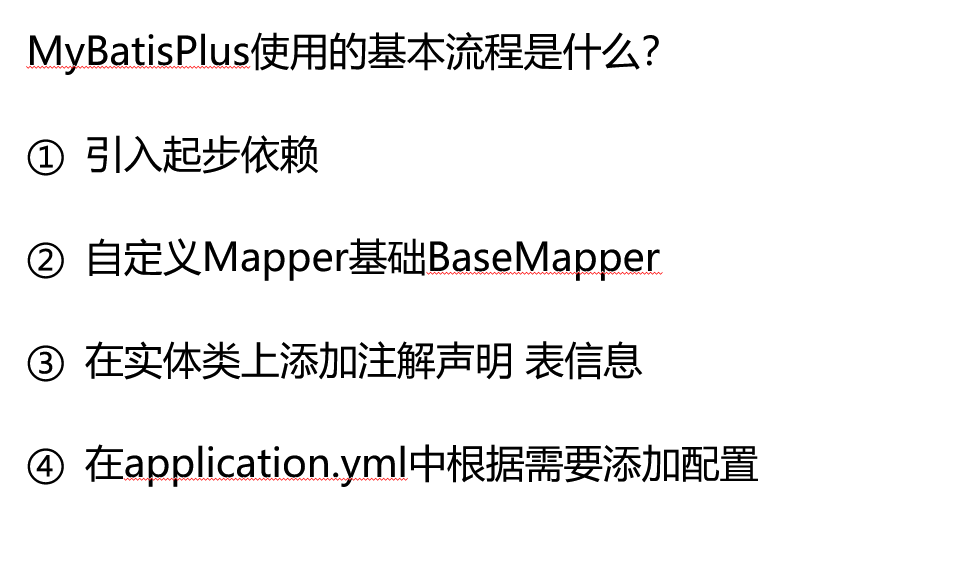 MyBatisPlus使用的基本流程是什么？
① 引入起步依赖
② 自定义Mapper基础BaseMapper
③ 在实体类上添加注解声明 表信息
④ 在application.yml中根据需要添加配置